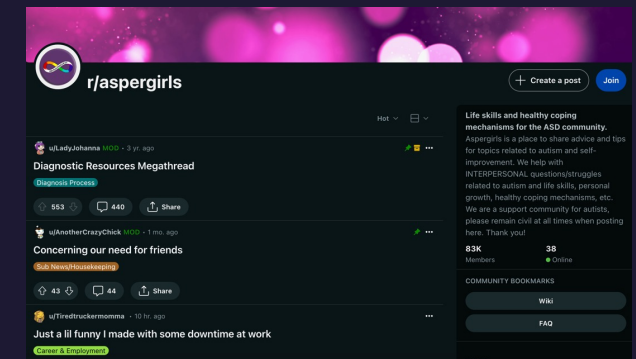 r/aspergirls
Create a post
Join
Hot
u/LadyJohanna MOD • 3 yr. ago
Diagnostic Resources Megathread
Diagnosis Process
553
440
Share
u/AnotherCrazyChick MOD • 1 mo. ago
Concerning our need for friends
Sub News/Housekeeping
43
44
Share
u/Tiredtruckermomma • 10 hr. ago
Just a lil funny I made with some downtime at work
Career & Employment
Life skills and healthy coping
mechanisms for the ASD community.
Aspergirls is a place to share advice and tips
for topics related to autism and self-
improvement. We help with
INTERPERSONAL questions/struggles
related to autism and life skills, personal
growth, healthy coping mechanisms, etc.
We are a support community for autists,
please remain civil at all times when posting
here. Thank you!
83K
38
Members
Online
COMMUNITY BOOKMARKS
Wiki
FAQ